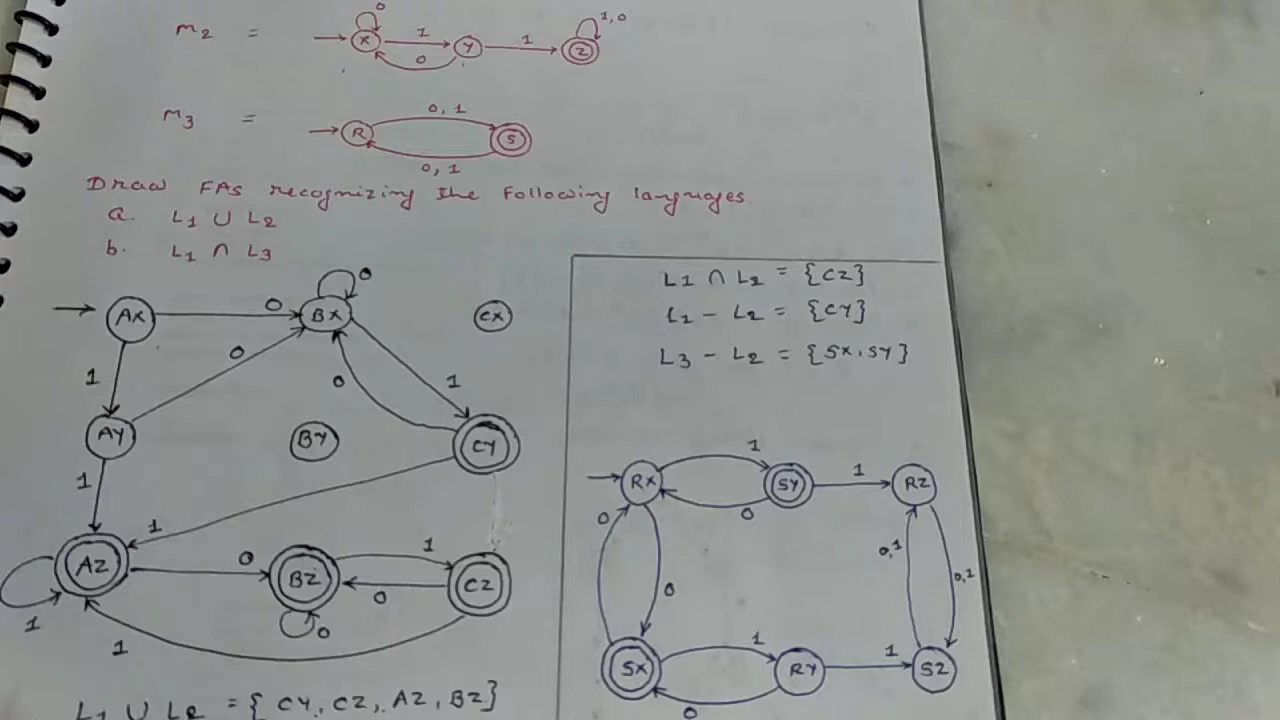 m2 =
0
X
1
Y
0
1
Z
1,0
m3 =
R
0, 1
S
0, 1
Draw FAs recognizing the following languages
a. L1 ∪ L2
b. L1 ∩ L3
AX
0
BX
0
CX
1
0
0
1
AY
BY
CY
1
1
AZ
0
BZ
1
CZ
0
0
1
1
L1 ∪ L2 = { CY, CZ, AZ, BZ}
L1 ∩ L2 = {CZ}
L1 - L2 = {CY}
L3 - L2 = {SX, SY}
RX
1
SY
0
1
RZ
0
0
0,1
0,1
SX
1
RY
0
1
SZ